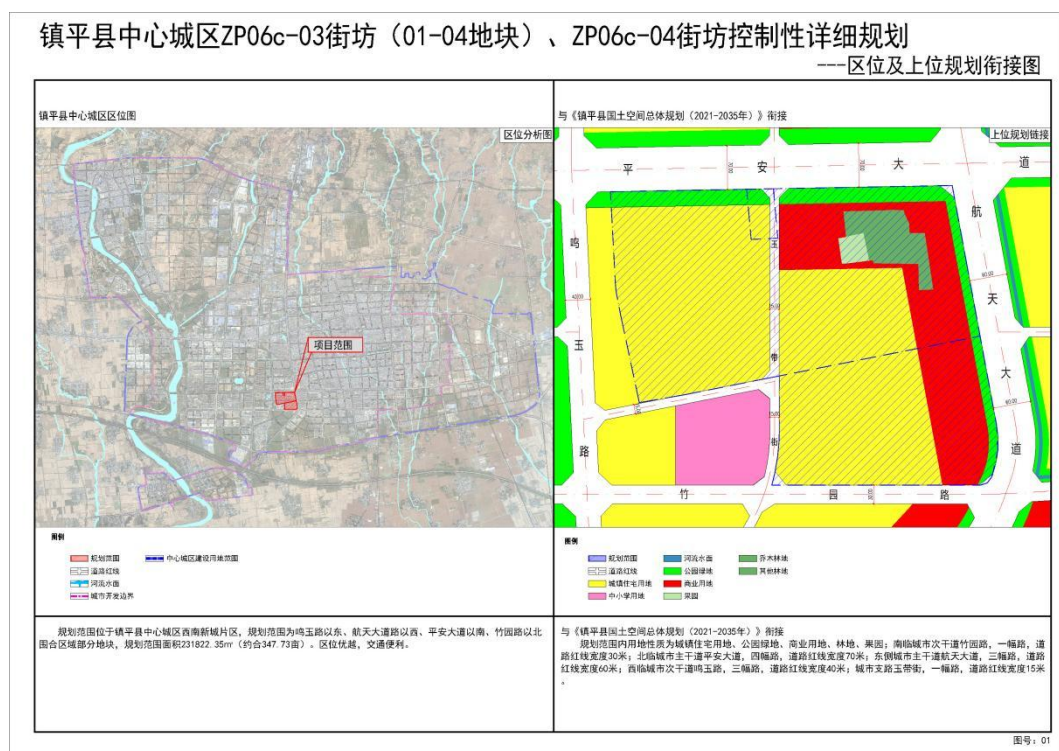 镇平县中心城区ZP06c-03街坊（01-04地块）、ZP06c-04街坊控制性详细规划
---区位及上位规划衔接图
镇平县中心城区区位图
区位分析图
项目范围
图例
规划范围
中心城区建设用地范围
道路红线
河流水面
城市开发边界
规划范围位于镇平县中心城区西南新城片区，规划范围为鸣玉路以东、航天大道路以西、平安大道以南、竹园路以北
围合区域部分地块，规划范围面积231822.35㎡（约合347.73亩）。区位优越，交通便利。
与《镇平县国土空间总体规划（2021-2035年）》衔接
上位规划链接
平安大道
70.00
70.00
鸣玉路
40.00
玉带街
15.00
15.00
15.00
航天大道
60.00
60.00
竹园路
30.00
图例
规划范围
河流水面
乔木林地
道路红线
公园绿地
其他林地
城镇住宅用地
商业用地
中小学用地
果园
与《镇平县国土空间总体规划（2021-2035年）》衔接
规划范围内用地性质为城镇住宅用地、公园绿地、商业用地、林地、果园；南临城市次干道竹园路，一幅路，道
路红线宽度30米；北临城市主干道平安大道，四幅路，道路红线宽度70米；东侧城市主干道航天大道，三幅路，道路
红线宽度60米；西临城市次干道鸣玉路，三幅路，道路红线宽度40米；城市支路玉带街，一幅路，道路红线宽度15米
。
图号：01